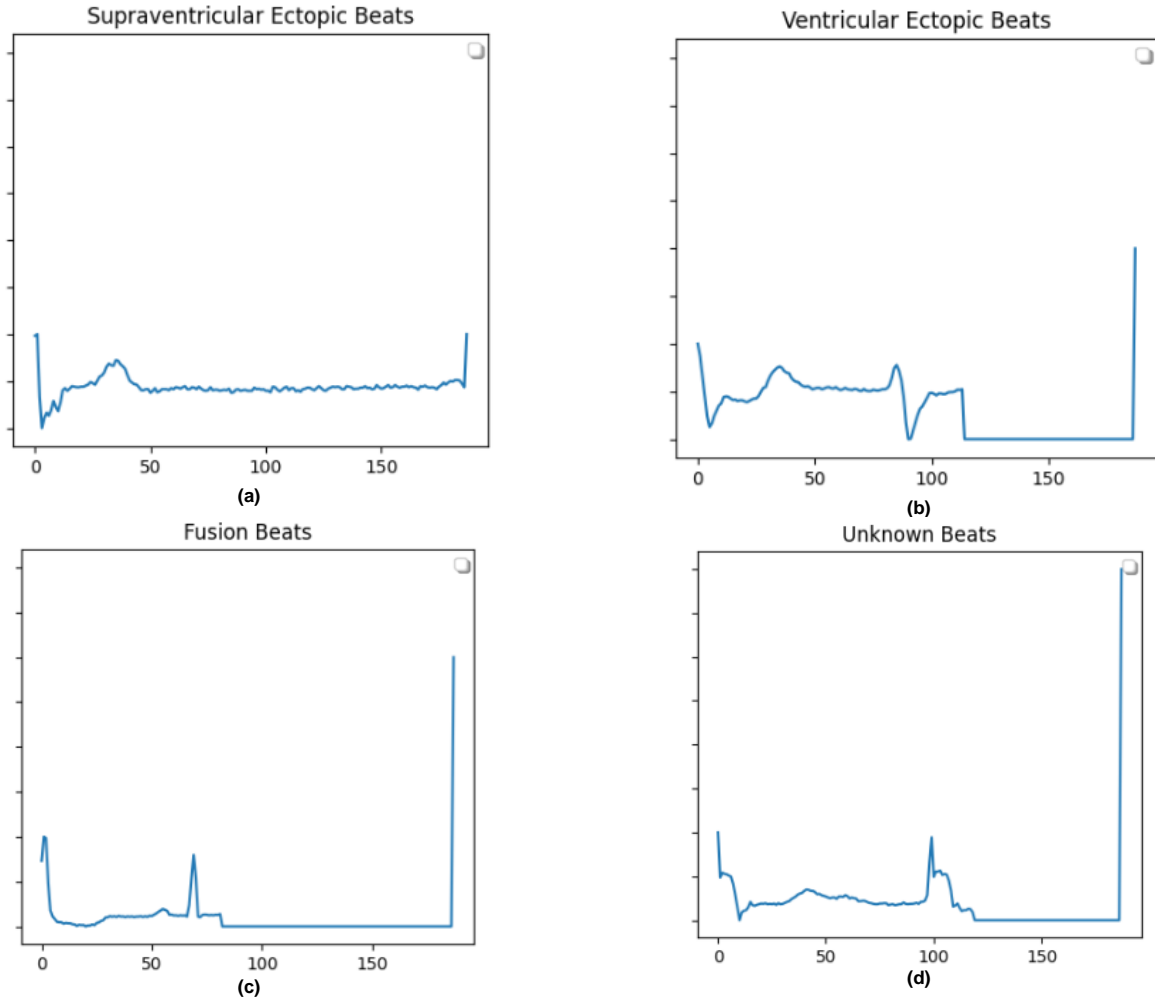 Supraventricular Ectopic Beats
Ventricular Ectopic Beats
0 50 100 150
0 50 100 150
(a)
(b)
Fusion Beats
Unknown Beats
0 50 100 150
0 50 100 150
(c)
(d)